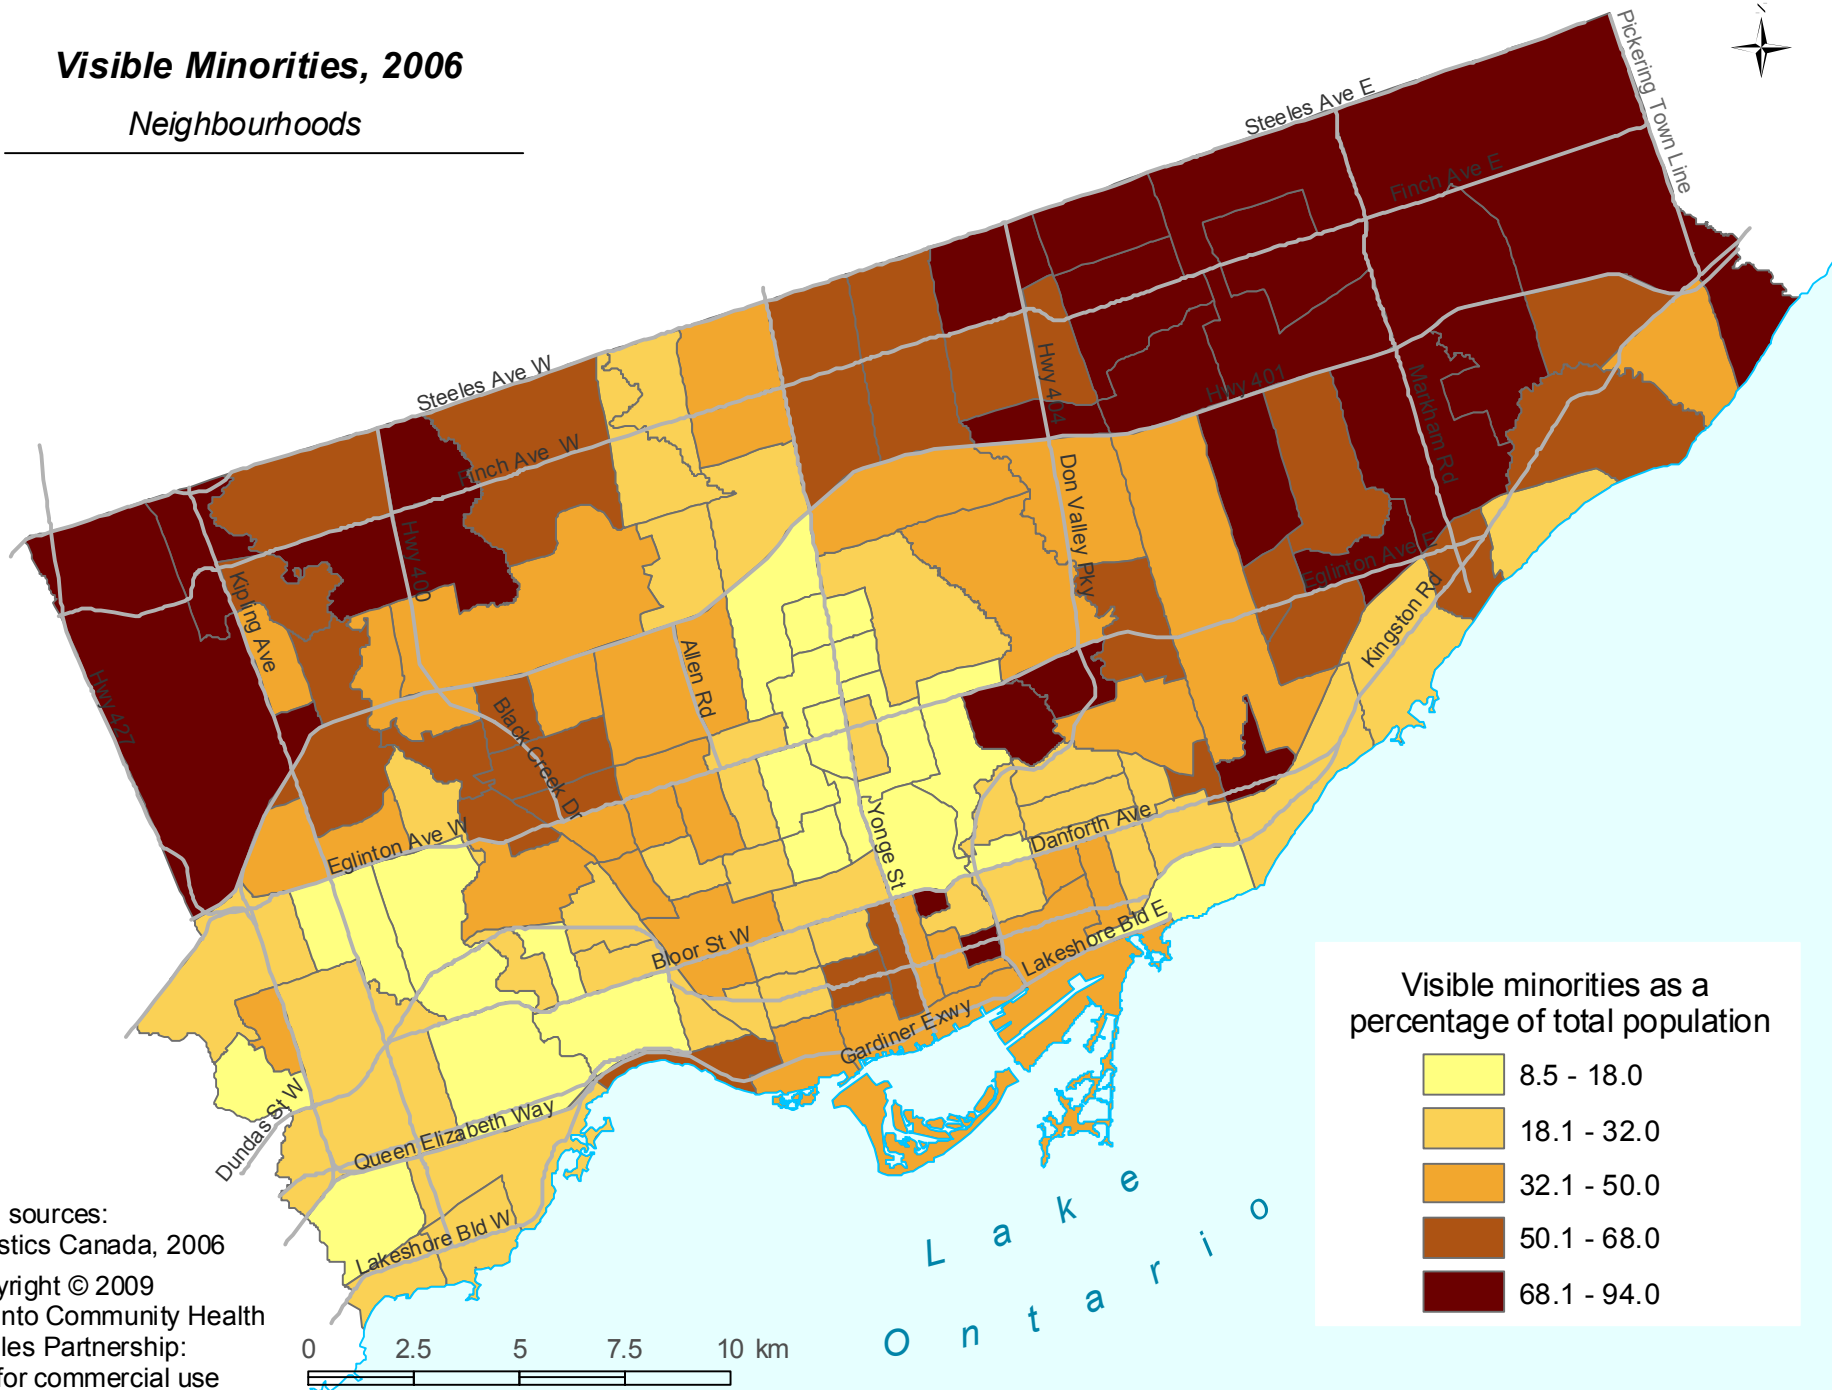 Visible Minorities, 2006
Neighbourhoods
N
Pickering Town Line
Steeles Ave E
Finch Ave E
Steeles Ave W
Finch Ave W
Hwy 404
Hwy 401
Markham Rd
Don Valley Pky
Eglinton Ave E
Kingston Rd
Hwy 400
Kipling Ave
Hwy 427
Allen Rd
Black Creek Dr
Eglinton Ave W
Yonge St
Danforth Ave
Bloor St W
Lakeshore Bld E
Gardiner Exwy
Dundas St W
Queen Elizabeth Way
Lakeshore Bld W
Lake
Ontario
Visible minorities as a
percentage of total population
8.5 - 18.0
18.1 - 32.0
32.1 - 50.0
50.1 - 68.0
68.1 - 94.0
sources:
stics Canada, 2006
yright © 2009
nto Community Health
les Partnership:
for commercial use
0 2.5 5 7.5 10 km